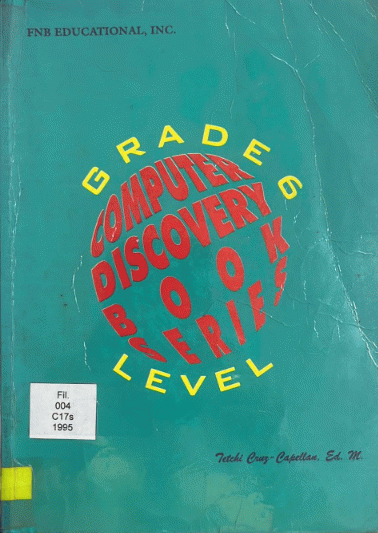 FNB EDUCATIONAL, INC.
GRADE 6
COMPUTER
DISCOVERY
BOOK
SERIES
LEVEL
Fil.
004
C17s
1995
Tetchi Cruz-Capellan, Ed. M.